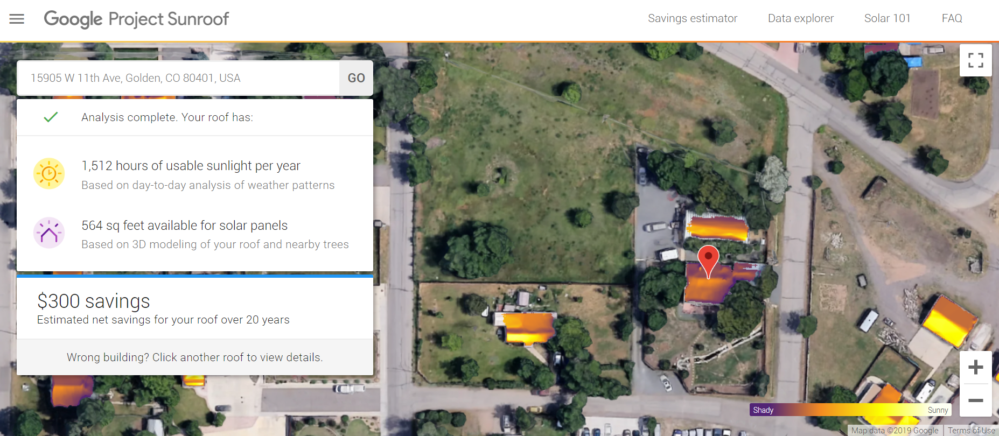 Google Project Sunroof
Savings estimator
Data explorer
Solar 101
FAQ
15905 W 11th Ave, Golden, CO 80401, USA
GO
Analysis complete. Your roof has:
1,512 hours of usable sunlight per year
Based on day-to-day analysis of weather patterns
564 sq feet available for solar panels
Based on 3D modeling of your roof and nearby trees
$300 savings
Estimated net savings for your roof over 20 years
Wrong building? Click another roof to view details.
Shady
Sunny
Map data ©2019 Google
Terms of Use